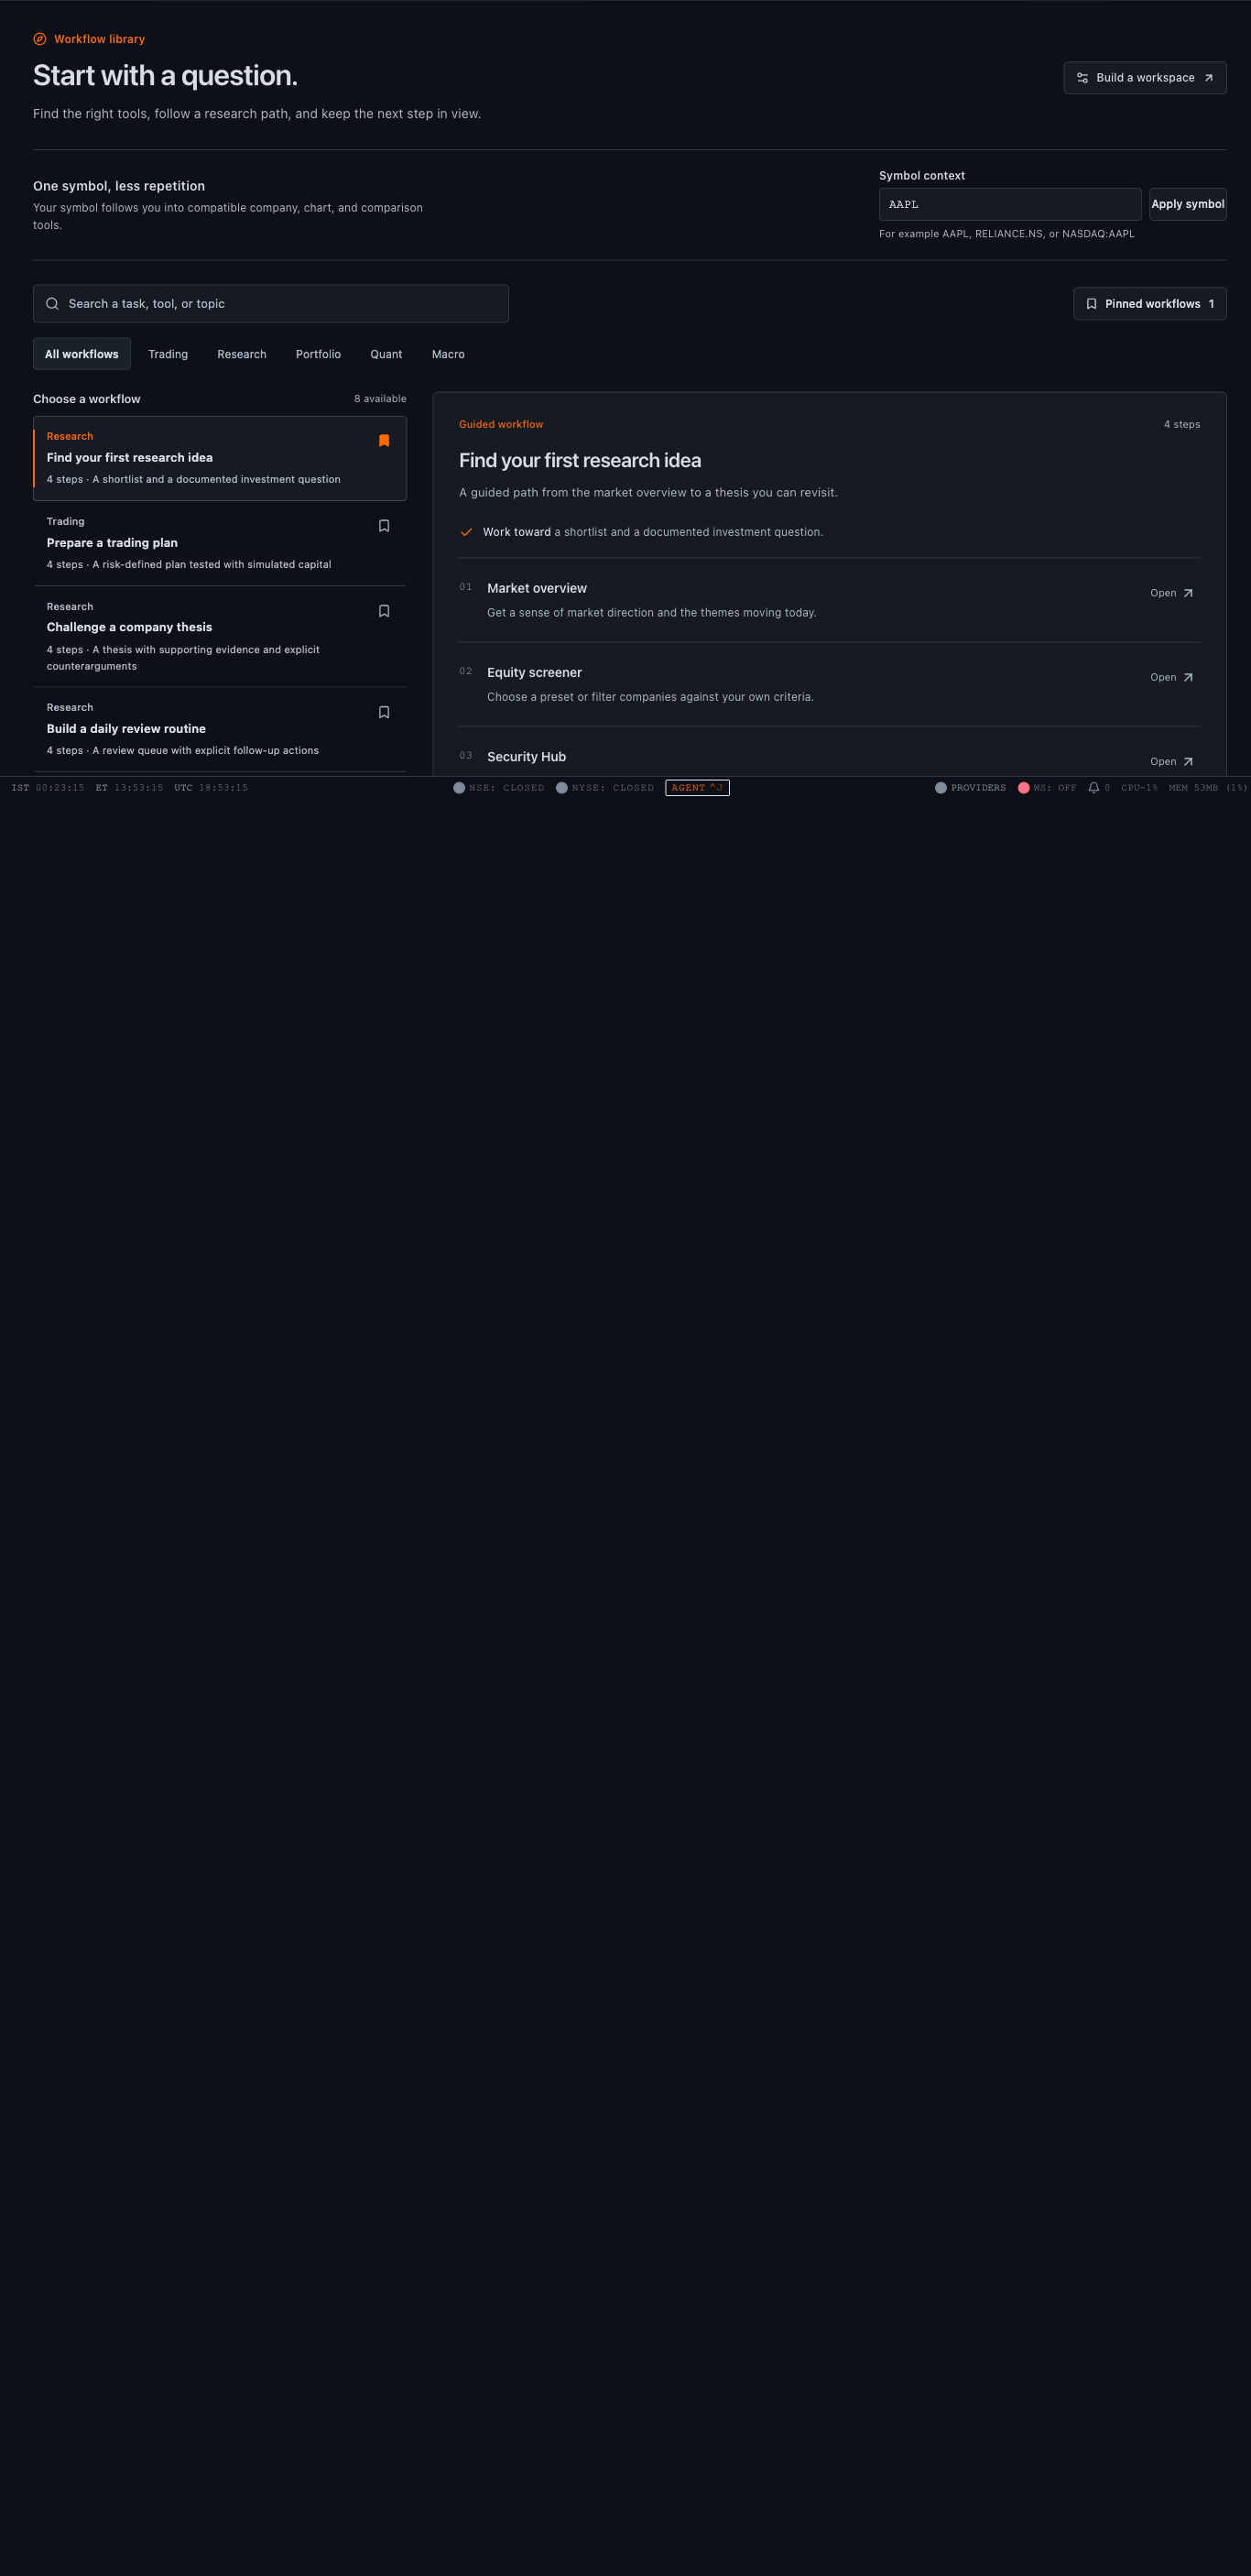 Workflow library
Start with a question.
Build a workspace
Find the right tools, follow a research path, and keep the next step in view.
One symbol, less repetition
Your symbol follows you into compatible company, chart, and comparison
tools.
Symbol context
AAPL
Apply symbol
For example AAPL, RELIANCE.NS, or NASDAQ:AAPL
Search a task, tool, or topic
Pinned workflows 1
All workflows Trading Research Portfolio Quant Macro
Choose a workflow 8 available
Research
Find your first research idea
4 steps · A shortlist and a documented investment question
Trading
Prepare a trading plan
4 steps · A risk-defined plan tested with simulated capital
Research
Challenge a company thesis
4 steps · A thesis with supporting evidence and explicit
counterarguments
Research
Build a daily review routine
4 steps · A review queue with explicit follow-up actions
Guided workflow 4 steps
Find your first research idea
A guided path from the market overview to a thesis you can revisit.
Work toward a shortlist and a documented investment question.
01 Market overview Open
Get a sense of market direction and the themes moving today.
02 Equity screener Open
Choose a preset or filter companies against your own criteria.
03 Security Hub Open
IST 00:23:15 ET 13:53:15 UTC 18:53:15 NSE: CLOSED NYSE: CLOSED AGENT ^J PROVIDERS WS: OFF 0 CPU~1% MEM 53MB (1%)